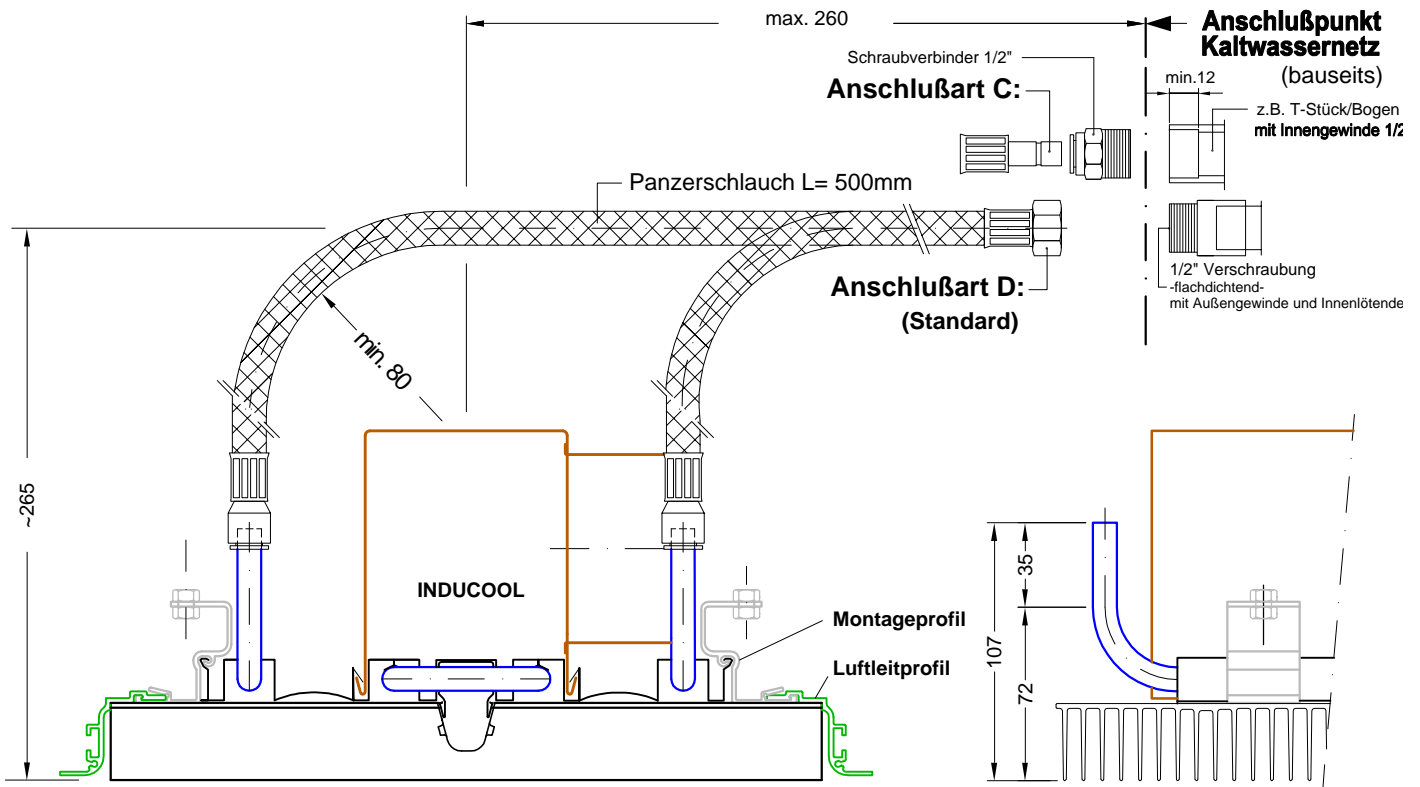 max. 260
Anschlußpunkt
Kaltwassernetz
(bauseits)
Schraubverbinder 1/2"
Anschlußart C:
min.12
z.B. T-Stück/Bogen
mit Innengewinde 1/2
Panzerschlauch L= 500mm
1/2" Verschraubung
-flachdichtend-
mit Außengewinde und Innenlötende
Anschlußart D:
(Standard)
min. 80
~265
INDUCOOL
Montageprofil
Luftleitprofil
107
35
72